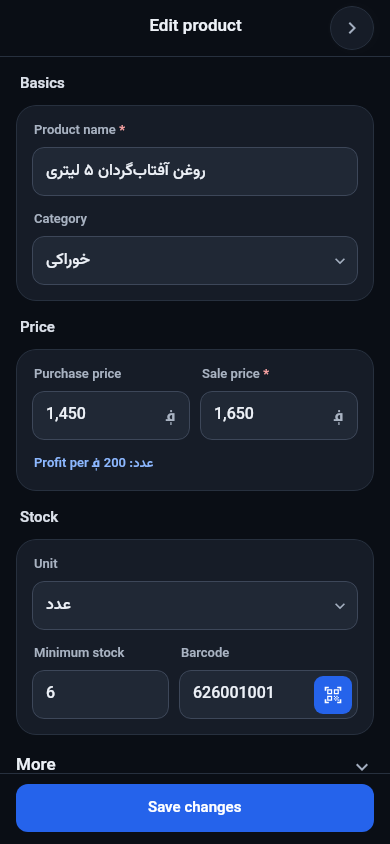 Edit product
Basics
Product name *
روغن آفتاب‌گردان ۵ لیتری
Category
خوراکی
Price
Purchase price
Sale price *
1,450 ؋
1,650 ؋
Profit per عدد: 200 ؋
Stock
Unit
عدد
Minimum stock
Barcode
6
626001001
More
Save changes